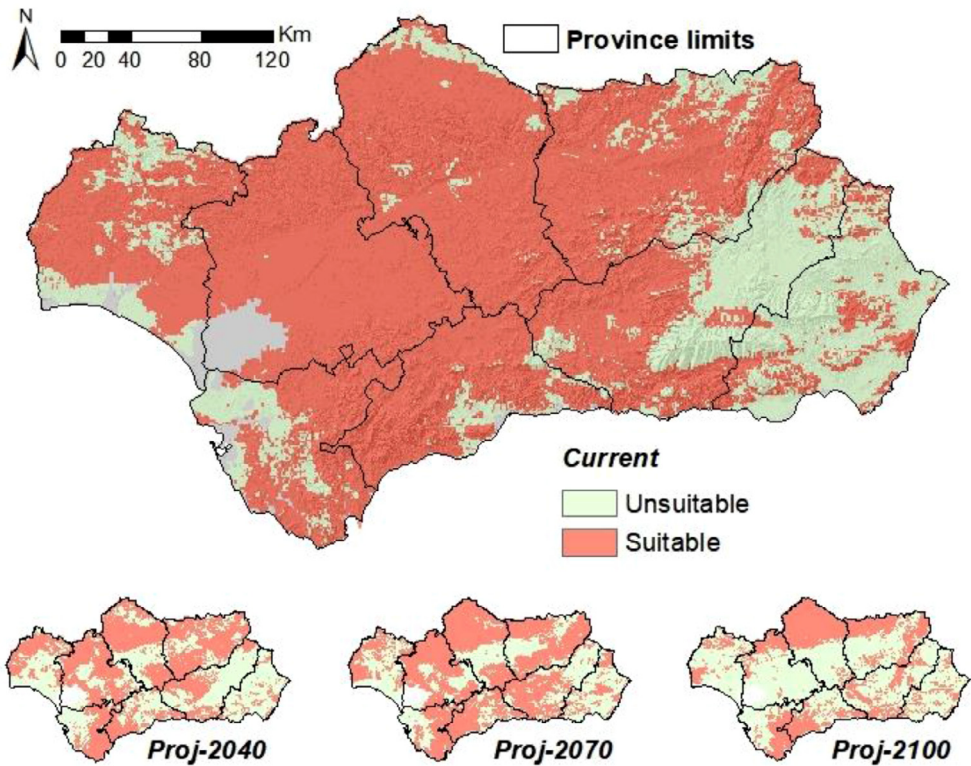 N
Km
0 20 40 80 120
Province limits
Current
Unsuitable
Suitable
Proj-2040
Proj-2070
Proj-2100